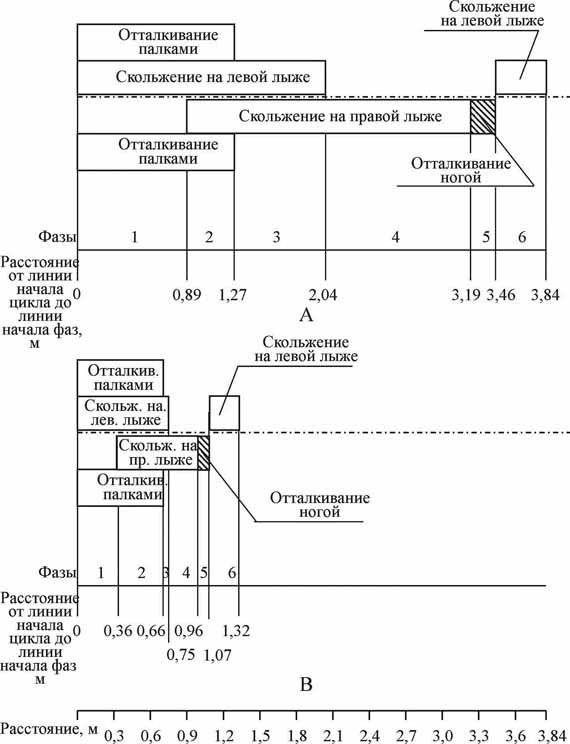 Скольжение
на левой лыже
Отталкивание
палками
Скольжение на левой лыже
Скольжение на правой лыже
Отталкивание
палками
Отталкивание
ногой
Фазы 1 2 3 4 5 6
Расстояние
от линии
начала
цикла до
линии
начала фаз,
м
0 0,89 1,27 2,04 3,19 3,46 3,84
А
Скольжение
на левой лыже
Отталкив.
палками
Скольж. на.
лев. лыже
Скольж. на
пр. лыже
Отталкив.
палками
Отталкивание
ногой
Фазы 1 2 3 4 5 6
Расстояние
от линии
начала
цикла до
линии
начала фаз
м
0 0,36 0,66 0,96 1,32
0,75 1,07
В
Расстояние, м 0,3 0,6 0,9 1,2 1,5 1,8 2,1 2,4 2,7 3,0 3,3 3,6 3,84